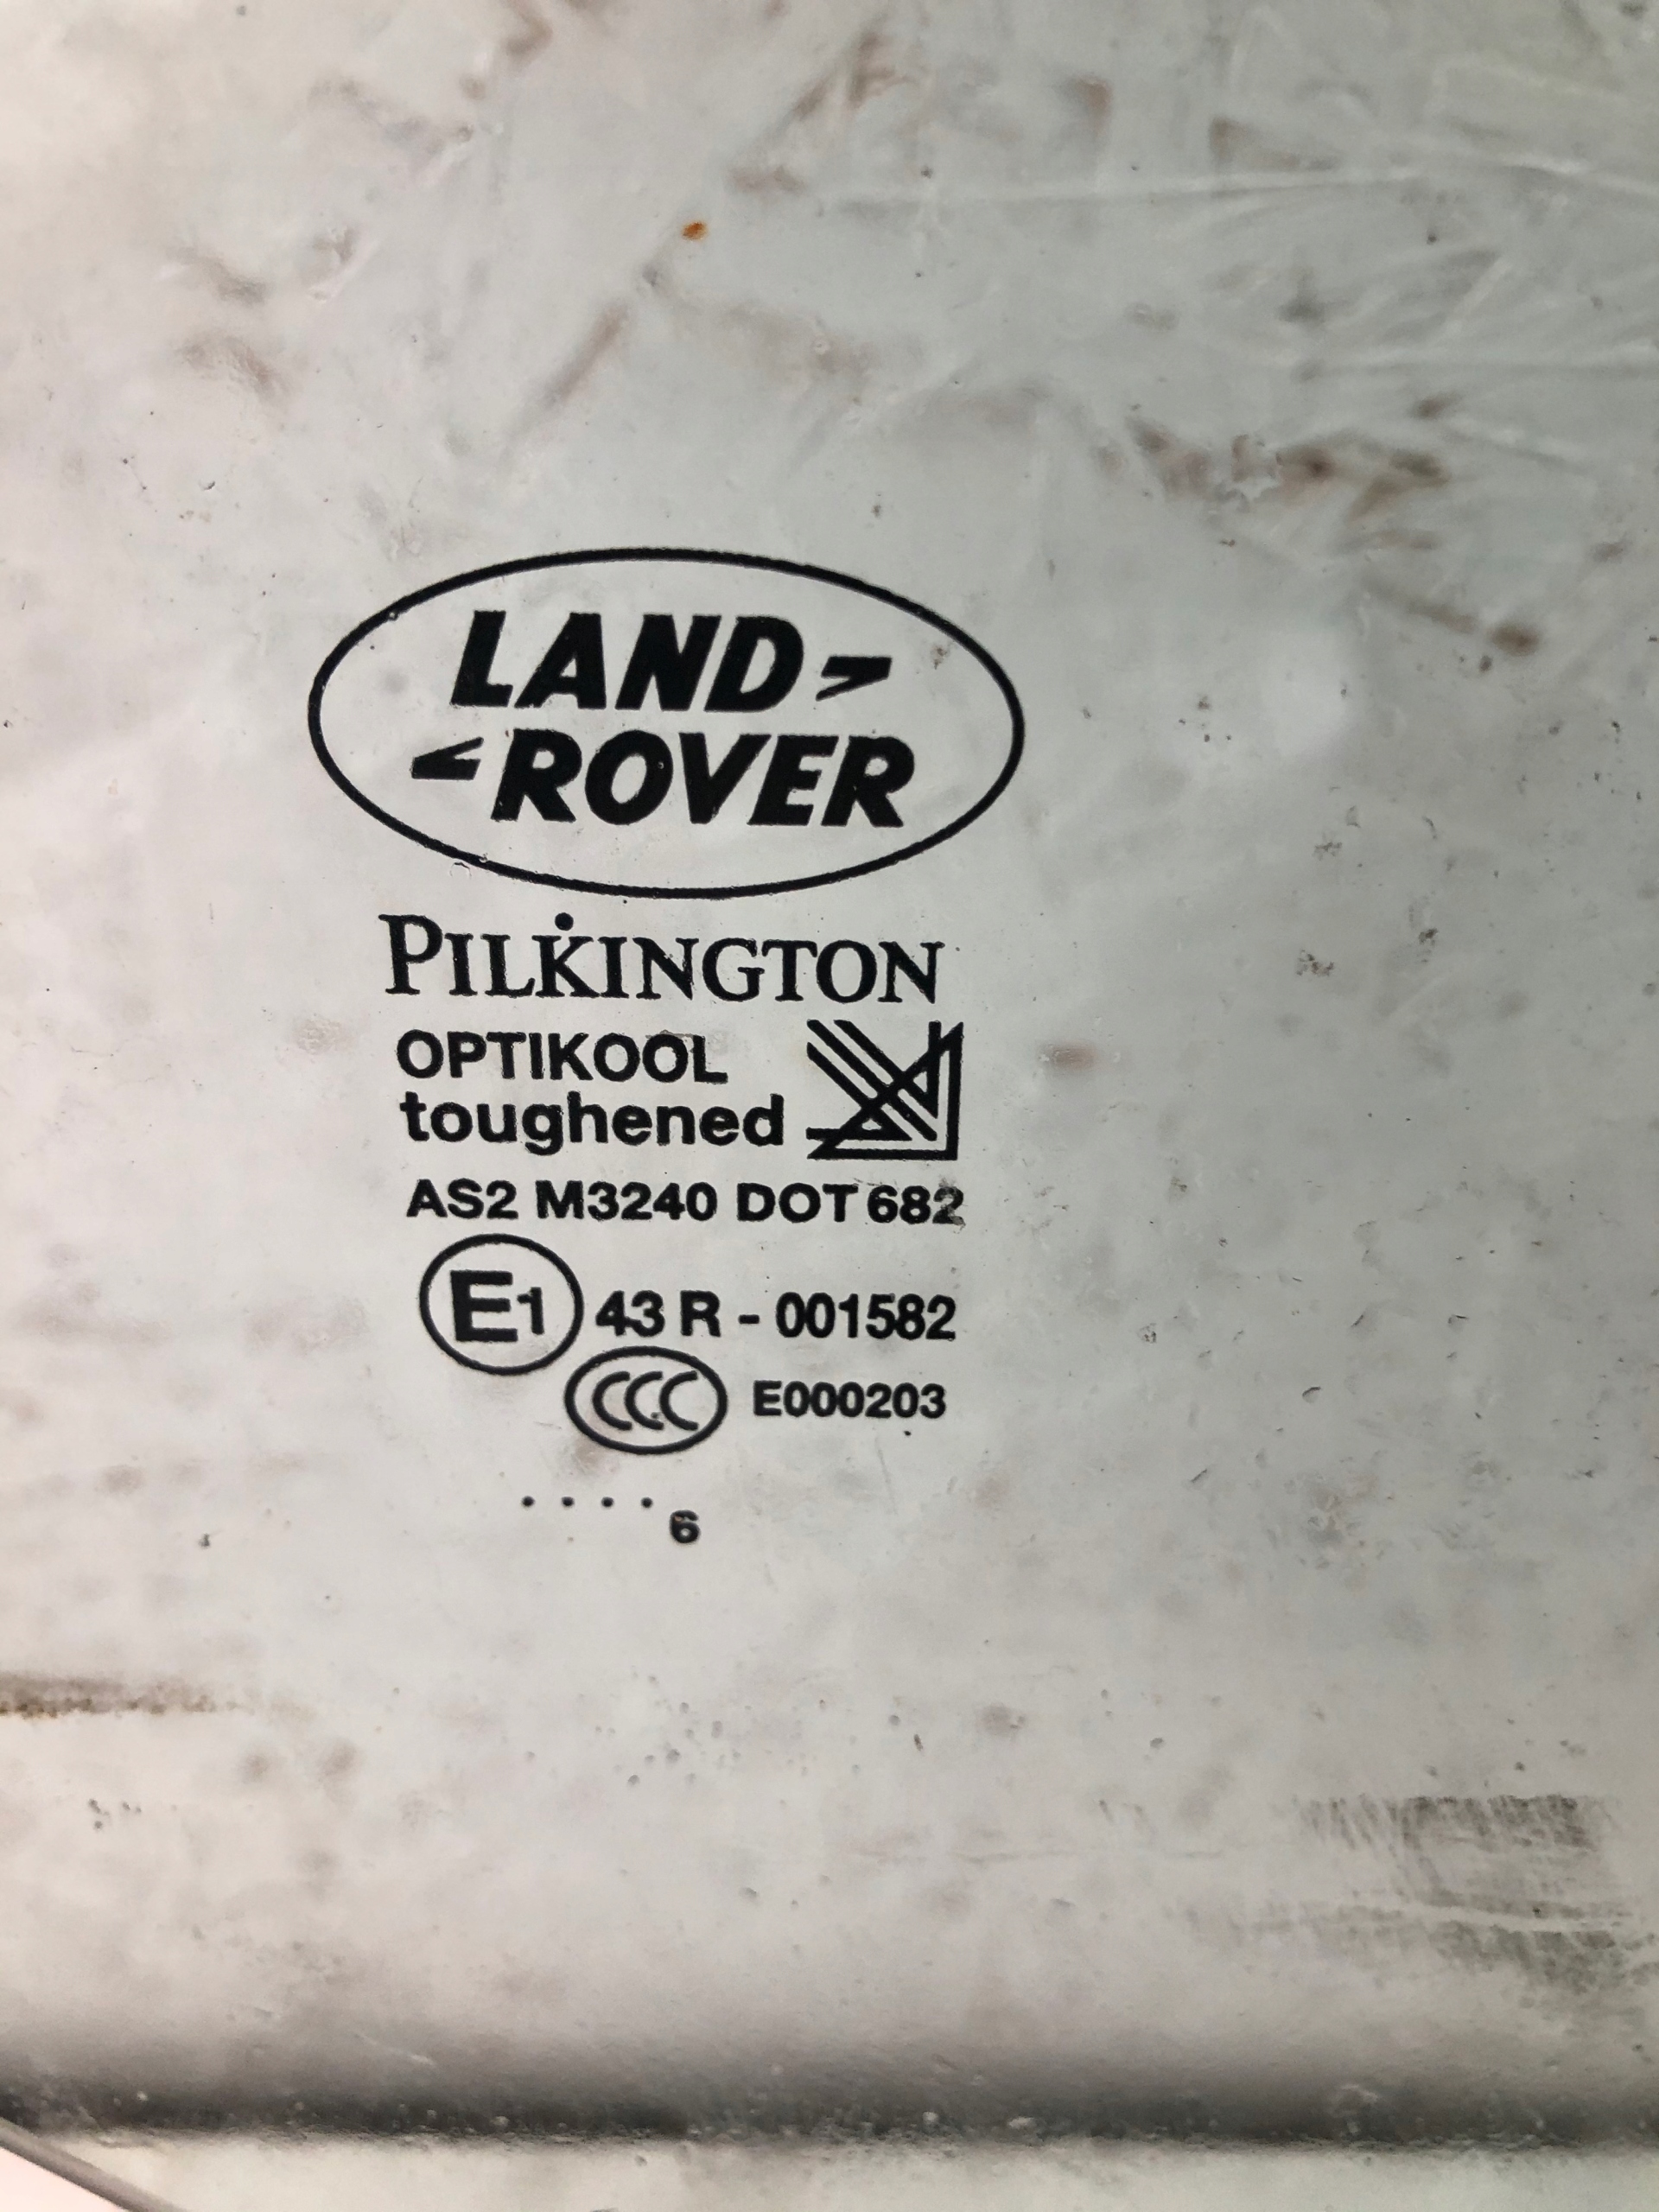 LAND
ROVER
PILKINGTON
OPTIKOOL
toughened
AS2 M3240 DOT 682
E1 43 R - 001582
CCC E000203
. . . . 6